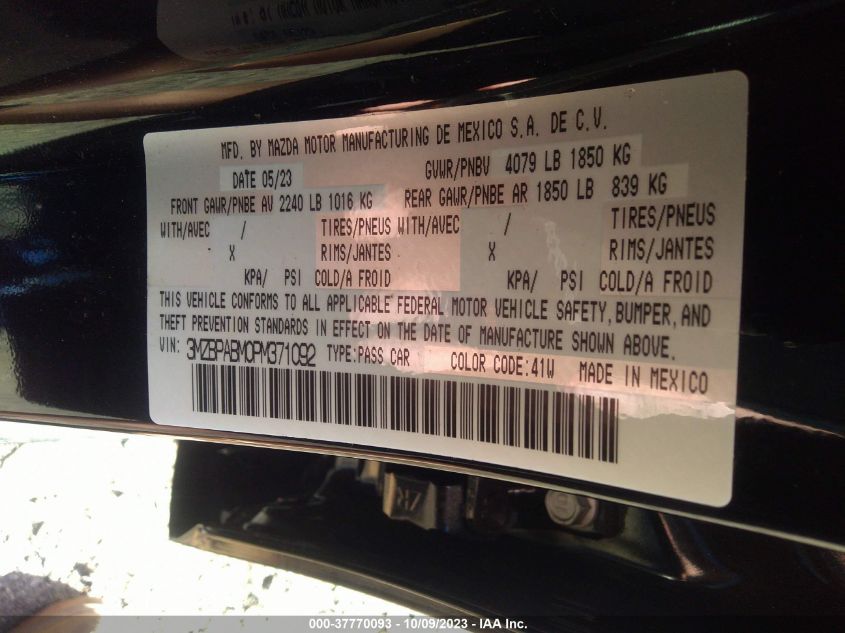 MFD. BY MAZDA MOTOR MANUFACTURING DE MEXICO S.A. DE C.V.
DATE 05/23 GVWR/PNBV 4079 LB 1850 KG
FRONT GAWR/PNBE AV 2240 LB 1016 KG REAR GAWR/PNBE AR 1850 LB 839 KG
WITH/AVEC / TIRES/PNEUS WITH/AVEC / TIRES/PNEUS
X RIMS/JANTES X RIMS/JANTES
KPA/ PSI COLD/A FROID KPA/ PSI COLD/A FROID
THIS VEHICLE CONFORMS TO ALL APPLICABLE FEDERAL MOTOR VEHICLE SAFETY, BUMPER, AND
THEFT PREVENTION STANDARDS IN EFFECT ON THE DATE OF MANUFACTURE SHOWN ABOVE.
VIN: 3MZBPABM0PM371092 TYPE:PASS CAR COLOR CODE:41W MADE IN MEXICO
000-37770093 - 10/09/2023 - IAA Inc.